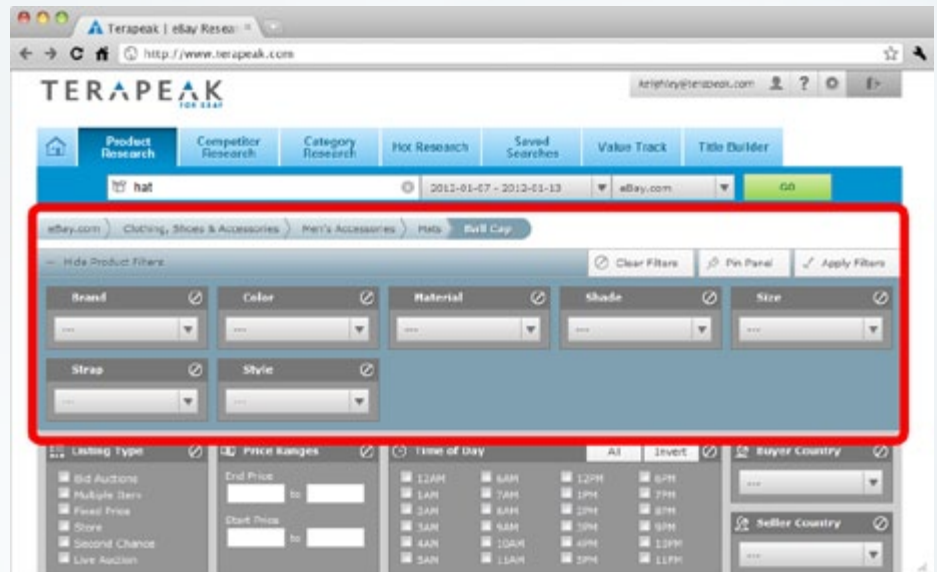 Terapeak | eBay Resear
http://www.terapeak.com
TERAPEAK
FOR EBAY
Product Research
Competitor Research
Category Research
Hot Research
Saved Searches
Value Track
Title Builder
hat
2012-01-07 - 2012-01-13
eBay.com
GO
eBay.com
Clothing, Shoes & Accessories
Men's Accessories
Hats
Ball Cap
Hide Product Filters
Clear Filters
Pin Panel
Apply Filters
Brand
Color
Material
Shade
Size
---
---
---
---
---
Strap
Style
---
---
Listing Type
Price Ranges
Time of Day
All
Invert
Buyer Country
Bid Auctions
End Price
12AM 6AM 12PM 6PM
---
Multiple Item
to
1AM 7AM 1PM 7PM
Fixed Price
2AM 8AM 2PM 8PM
Store
Start Price
3AM 9AM 3PM 9PM
Seller Country
Second Chance
to
4AM 10AM 4PM 10PM
Live Auction
5AM 11AM 5PM 11PM
---